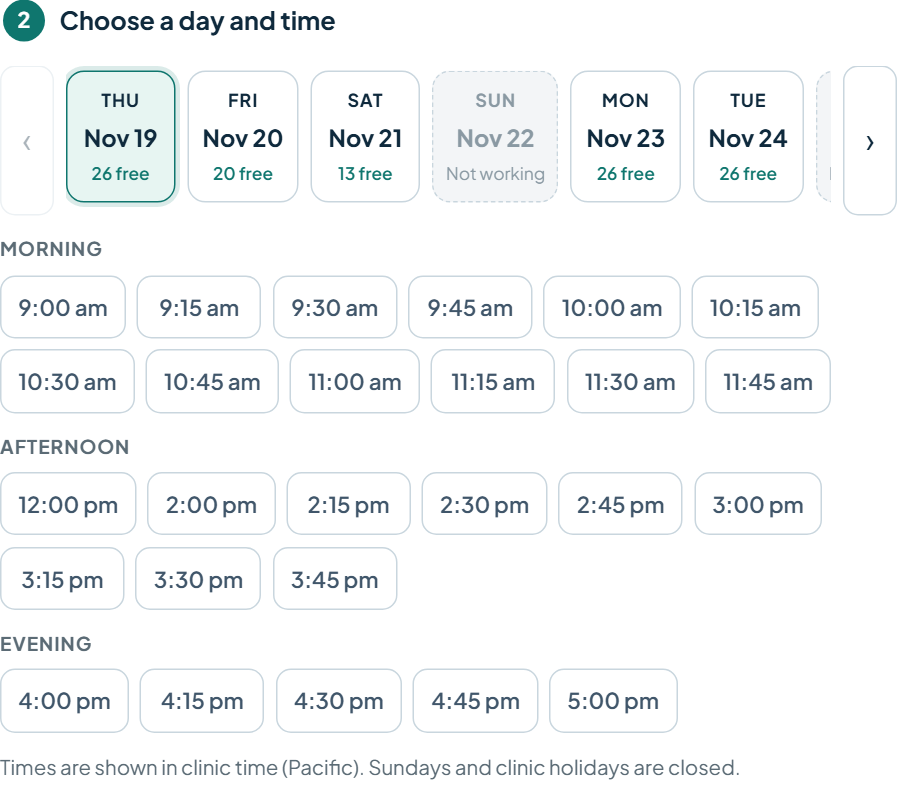 2 Choose a day and time
‹ THU FRI SAT SUN MON TUE ›
Nov 19 Nov 20 Nov 21 Nov 22 Nov 23 Nov 24
26 free 20 free 13 free Not working 26 free 26 free
MORNING
9:00 am 9:15 am 9:30 am 9:45 am 10:00 am 10:15 am
10:30 am 10:45 am 11:00 am 11:15 am 11:30 am 11:45 am
AFTERNOON
12:00 pm 2:00 pm 2:15 pm 2:30 pm 2:45 pm 3:00 pm
3:15 pm 3:30 pm 3:45 pm
EVENING
4:00 pm 4:15 pm 4:30 pm 4:45 pm 5:00 pm
Times are shown in clinic time (Pacific). Sundays and clinic holidays are closed.